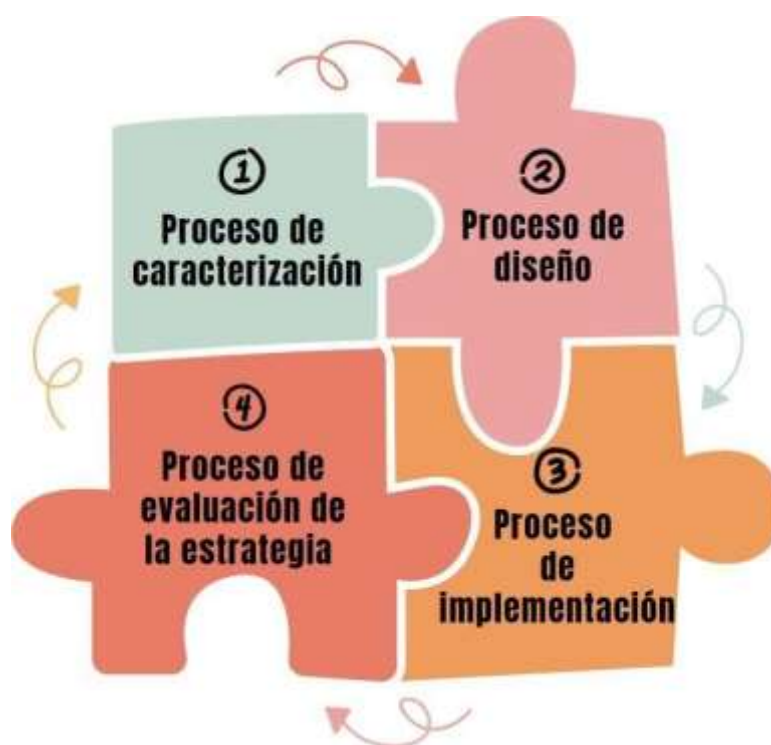 1
Proceso de
caracterización
2
Proceso de
diseño
3
Proceso
de
implementación
4
Proceso de
evaluación de
la estrategia